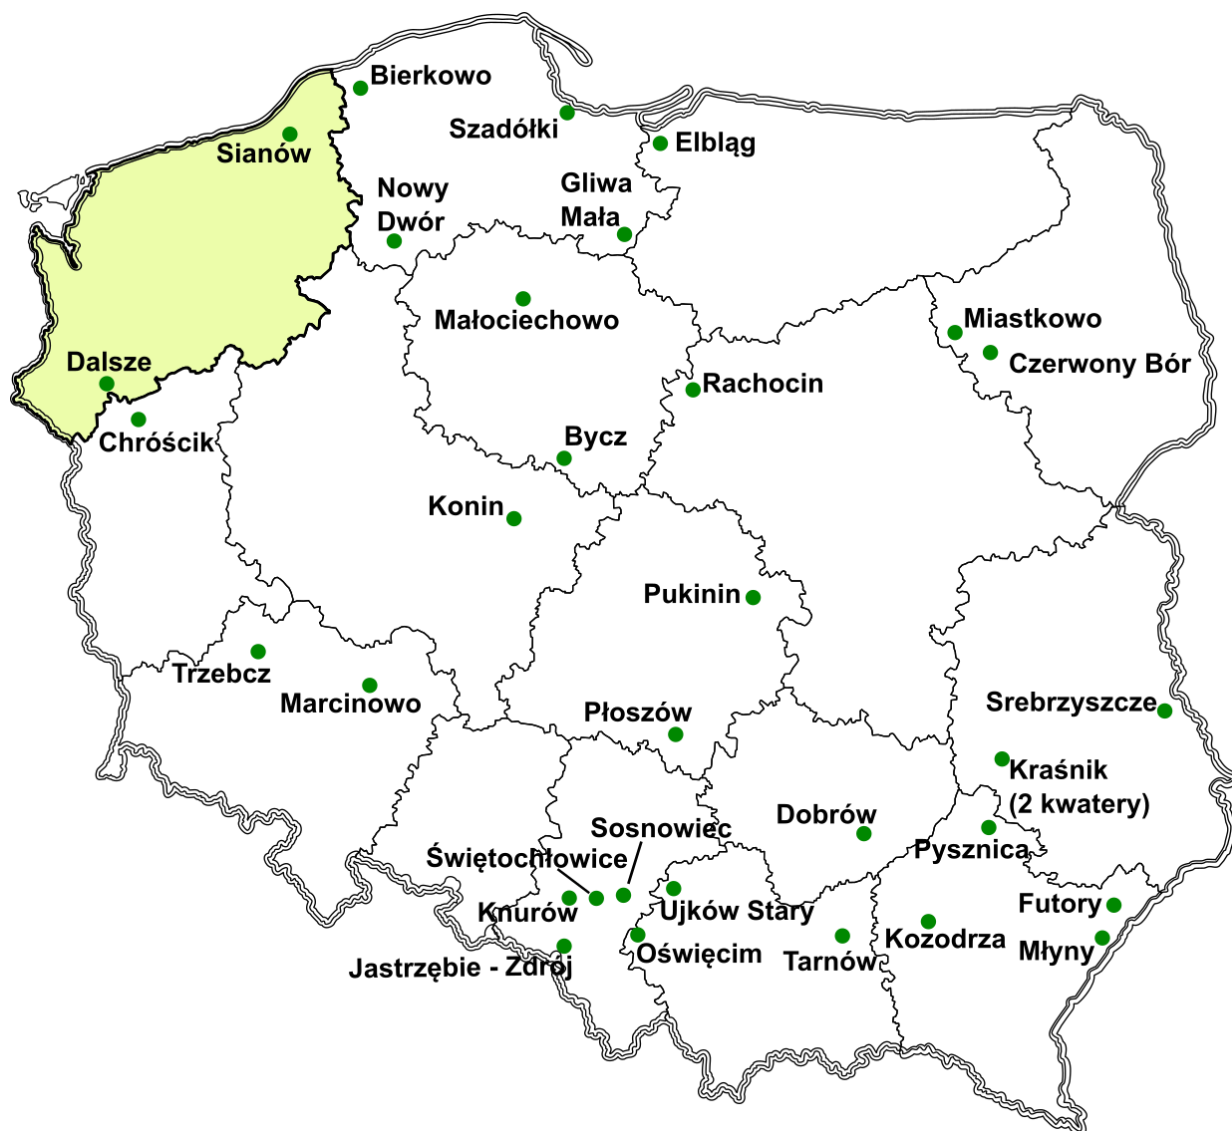 Bierkowo
Szadółki
Sianów
Elbląg
Nowy
Dwór
Gliwa
Mała
Małociechowo
Miastkowo
Czerwony Bór
Dalsze
Rachocin
Chróścik
Bycz
Konin
Pukinin
Trzebcz
Marcinowo
Płoszów
Srebrzyszcze
Kraśnik
(2 kwatery)
Dobrów
Sosnowiec
Pysznica
Świętochłowice
Knurów
Ujków Stary
Futory
Kozodrza
Oświęcim
Tarnów
Młyny
Jastrzębie - Zdrój